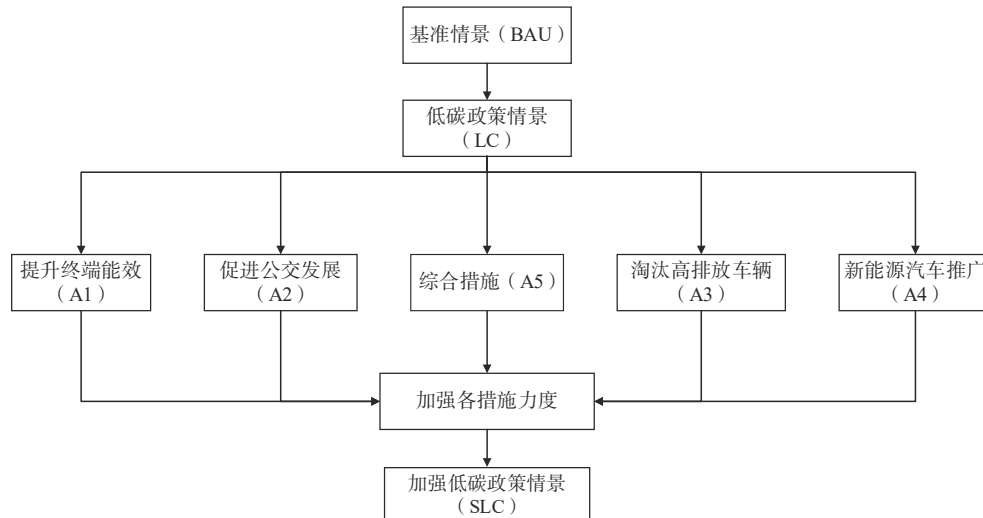 基准情景（BAU）
低碳政策情景
（LC）
提升终端能效
（A1）
促进公交发展
（A2）
综合措施（A5）
淘汰高排放车辆
（A3）
新能源汽车推广
（A4）
加强各措施力度
加强低碳政策情景
（SLC）